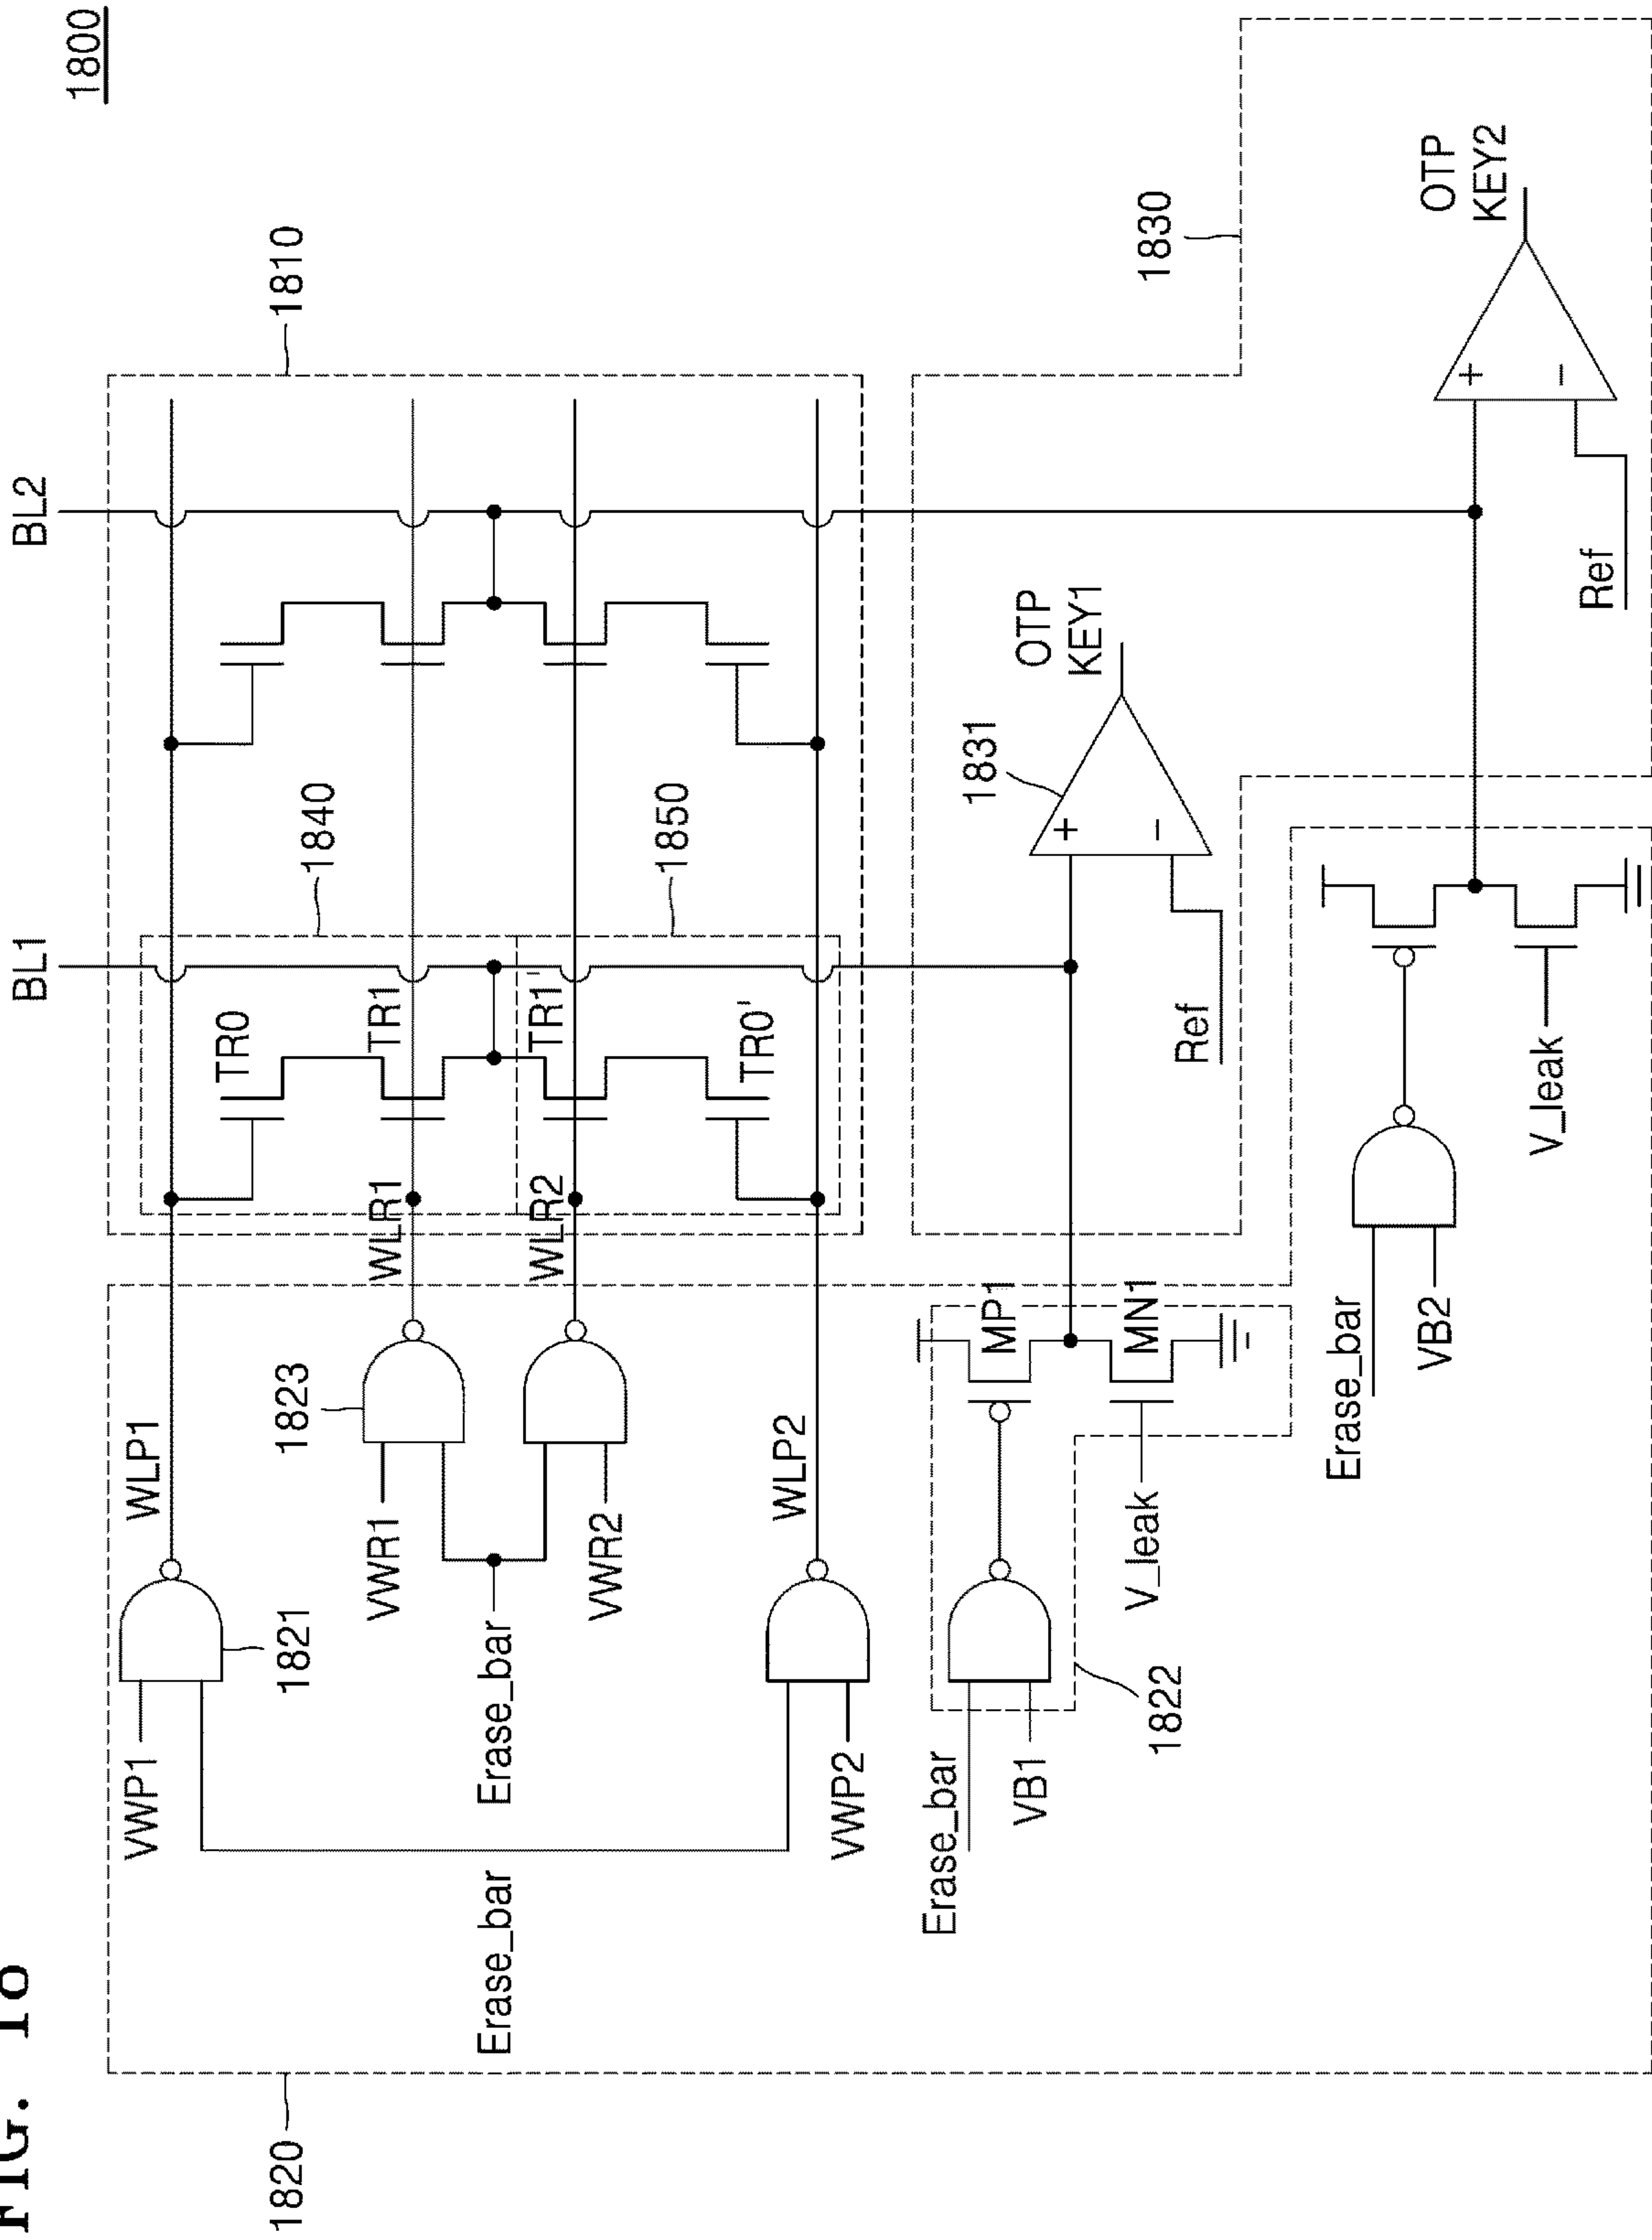 FIG. 18
1800
BL1
BL2
1810
1840
1850
1820
WLP1
VWP1
1821
TR0
TR1
WLR1
1823
VWR1
Erase_bar
VWR2
WLR2
TR1'
TR0'
Erase_bar
WLP2
VWP2
Erase_bar
VB1
1822
MP1
MN1
V_leak
1831
+
-
Ref
OTP
KEY1
1830
Erase_bar
VB2
V_leak
+
-
Ref
OTP
KEY2